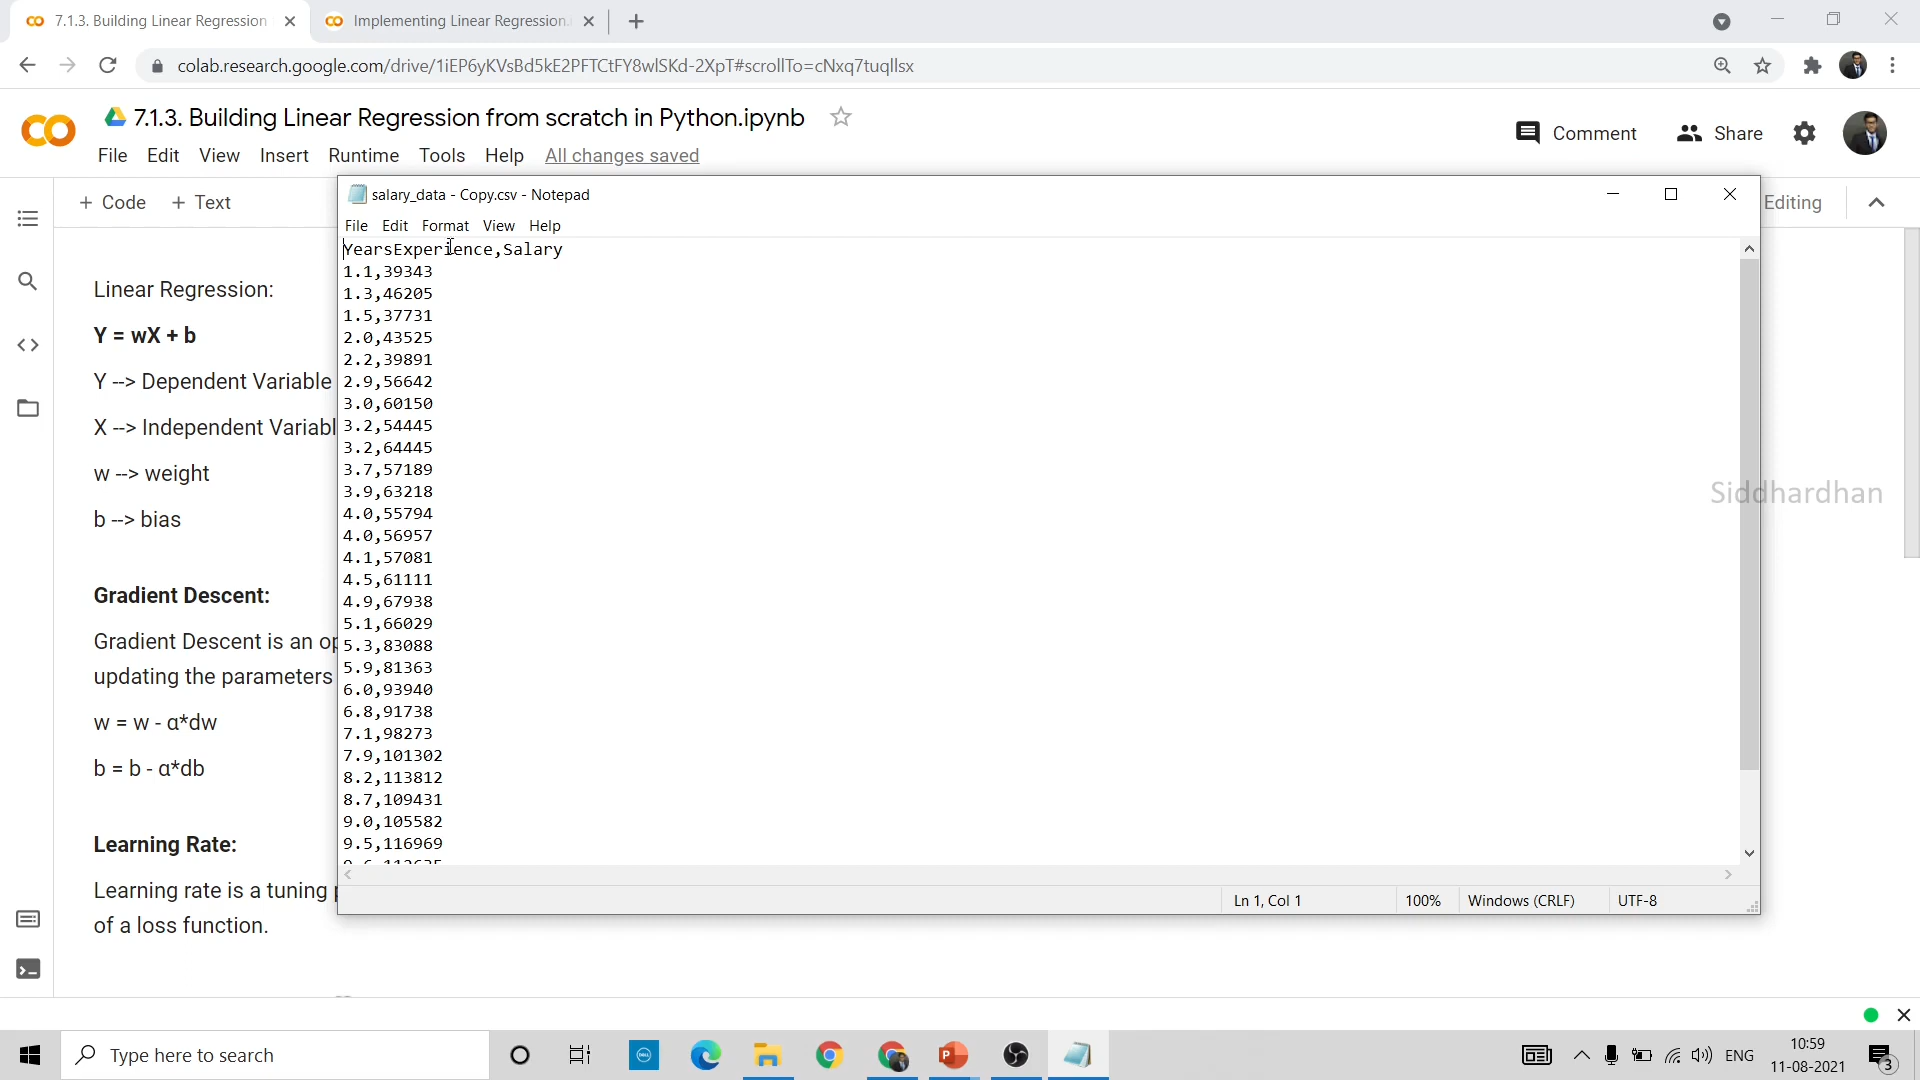 7.1.3. Building Linear Regression
Implementing Linear Regression.
colab.research.google.com/drive/1iEP6yKVsBd5kE2PFTCtFY8wlSKd-2XpT#scrollTo=cNxq7tuqllsx
7.1.3. Building Linear Regression from scratch in Python.ipynb
File Edit View Insert Runtime Tools Help All changes saved
Comment Share
+ Code + Text
Editing
Linear Regression:
Y = wX + b
Y --> Dependent Variable
X --> Independent Variabl
w --> weight
b --> bias
Gradient Descent:
Gradient Descent is an op
updating the parameters
w = w - α*dw
b = b - α*db
Learning Rate:
Learning rate is a tuning p
of a loss function.
salary_data - Copy.csv - Notepad
File Edit Format View Help
YearsExperience,Salary
1.1,39343
1.3,46205
1.5,37731
2.0,43525
2.2,39891
2.9,56642
3.0,60150
3.2,54445
3.2,64445
3.7,57189
3.9,63218
4.0,55794
4.0,56957
4.1,57081
4.5,61111
4.9,67938
5.1,66029
5.3,83088
5.9,81363
6.0,93940
6.8,91738
7.1,98273
7.9,101302
8.2,113812
8.7,109431
9.0,105582
9.5,116969
Ln 1, Col 1 100% Windows (CRLF) UTF-8
Siddhardhan
Type here to search
DELL
ENG
10:59
11-08-2021
3